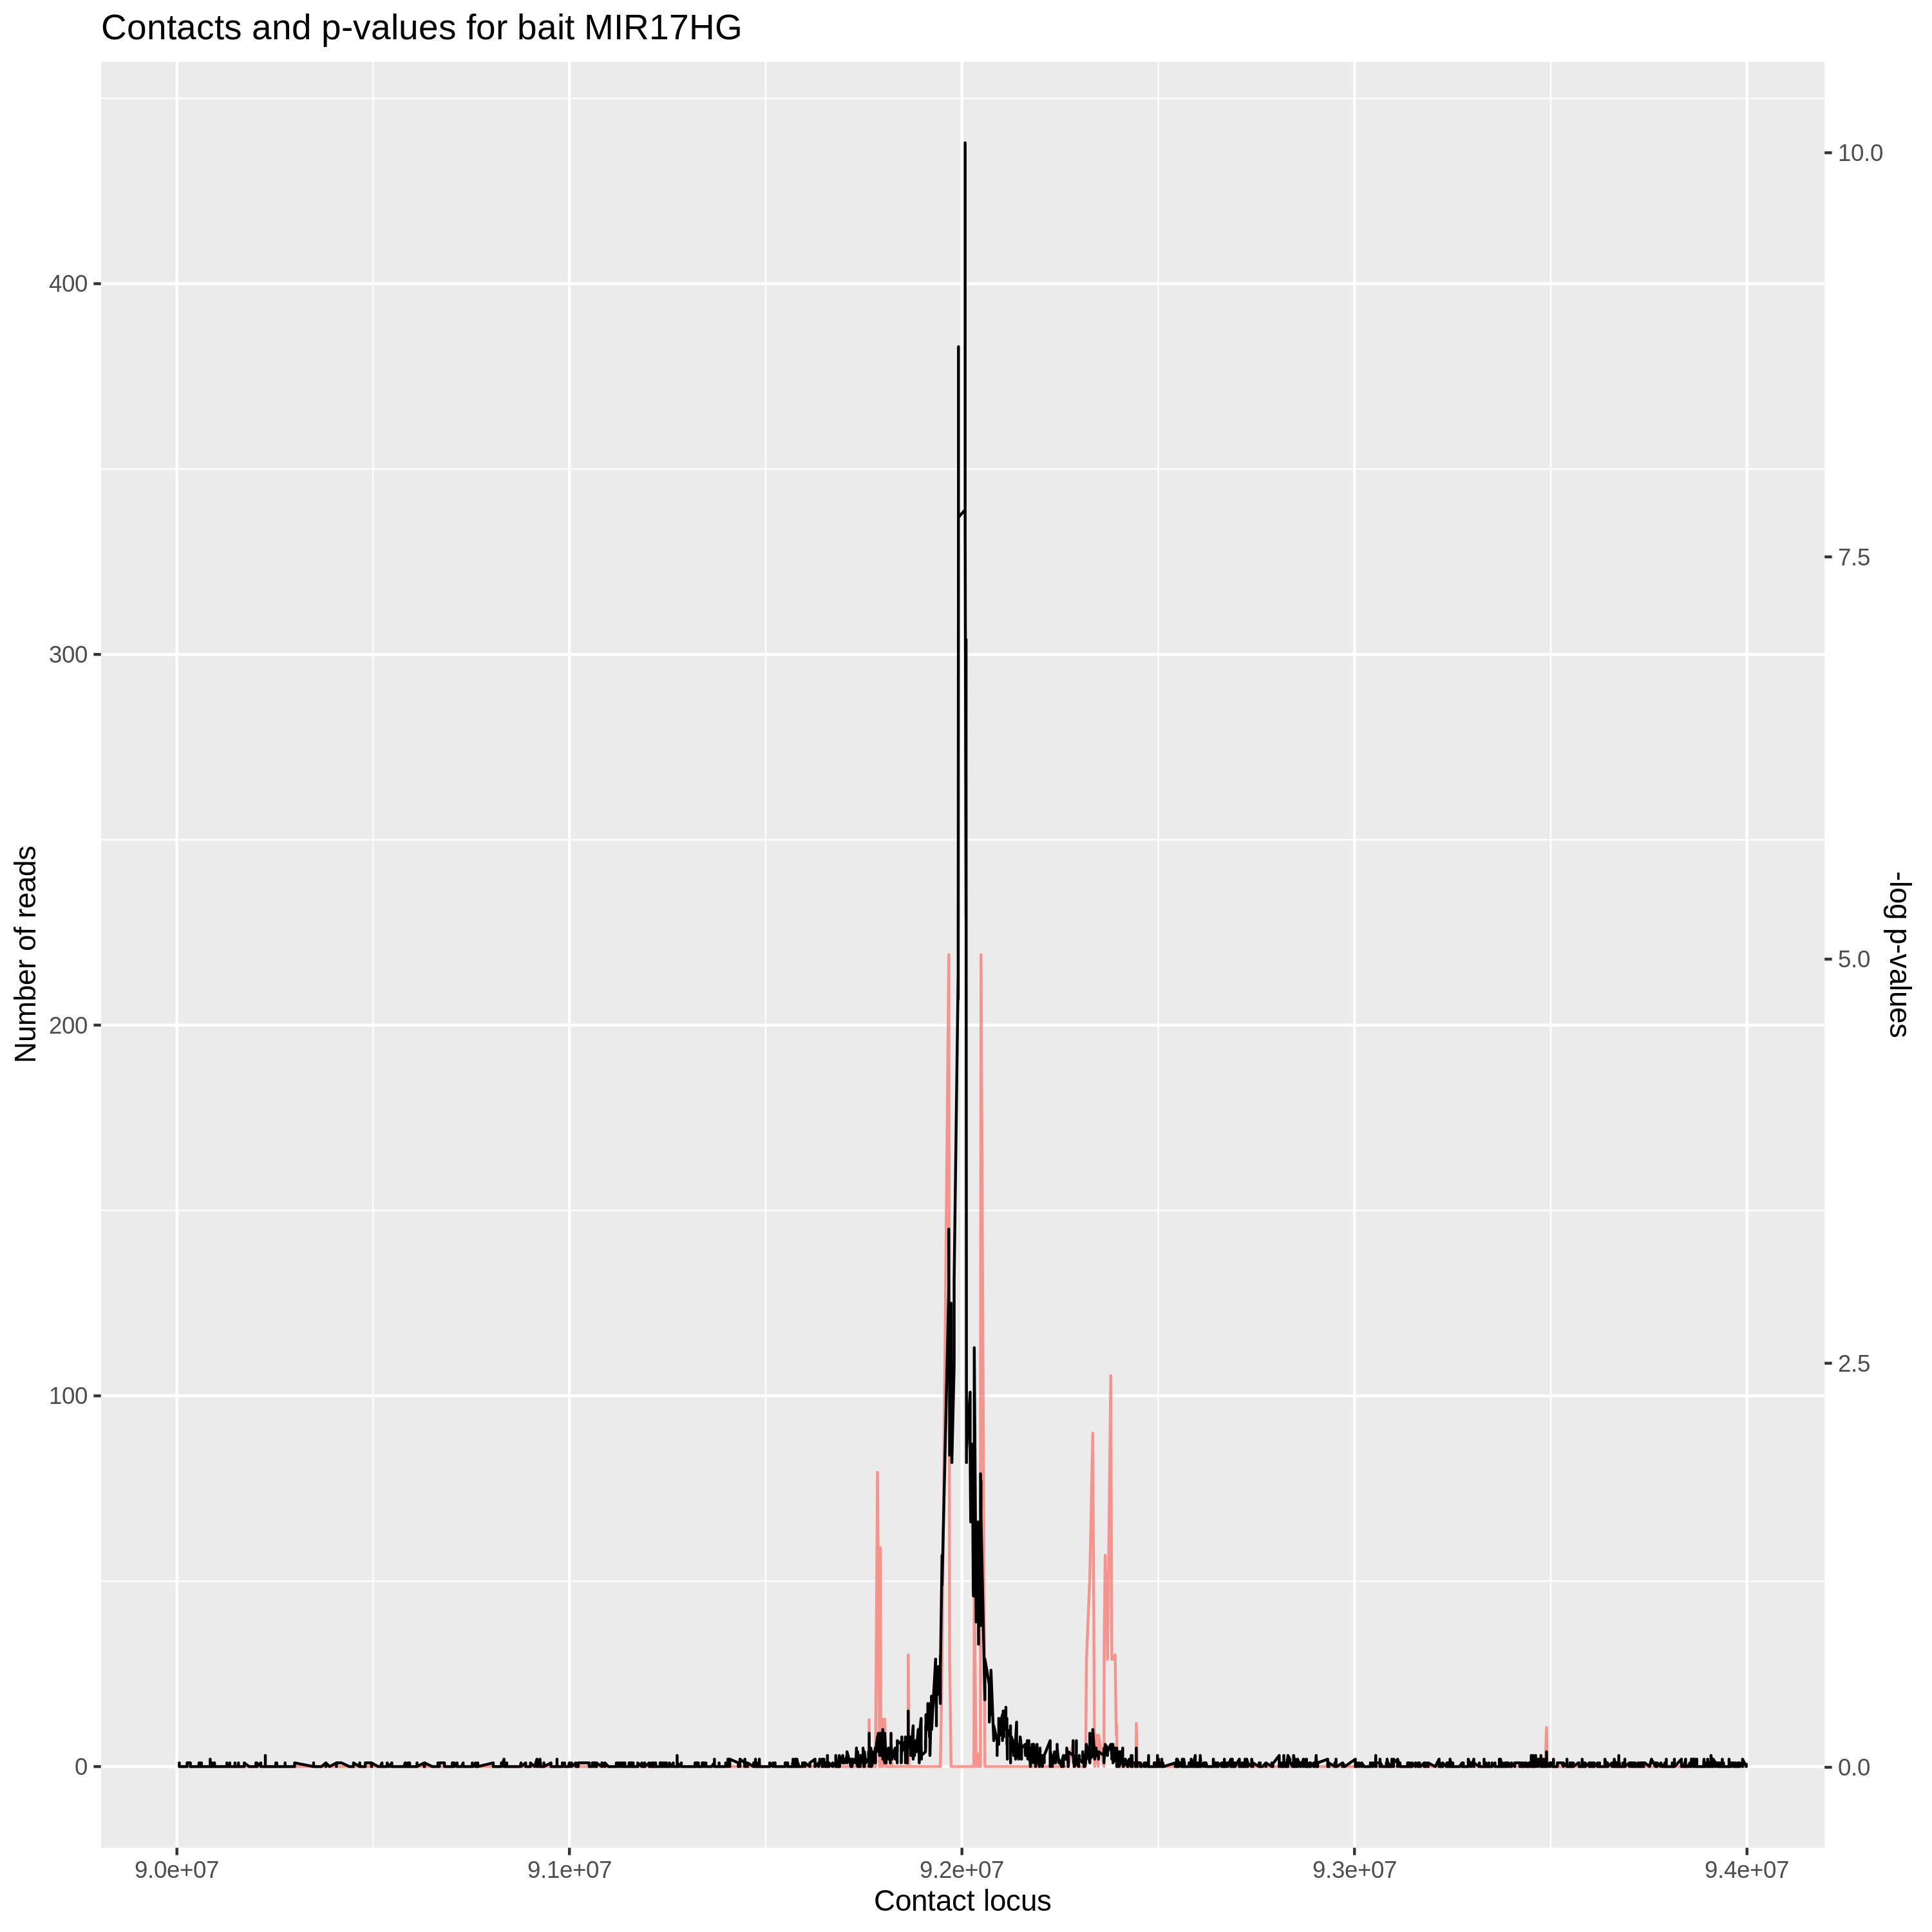 Contacts and p-values for bait MIR17HG
Number of reads
400
300
200
100
0
10.0
7.5
5.0
2.5
0.0
-log p-values
9.0e+07
9.1e+07
9.2e+07
9.3e+07
9.4e+07
Contact locus